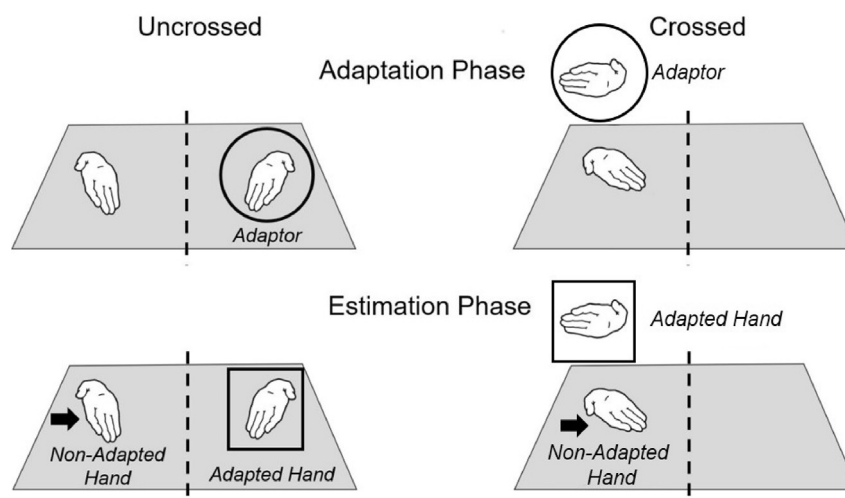 Uncrossed
Crossed
Adaptation Phase
Adaptor
Adaptor
Estimation Phase
Adapted Hand
Non-Adapted
Hand
Adapted Hand
Non-Adapted
Hand